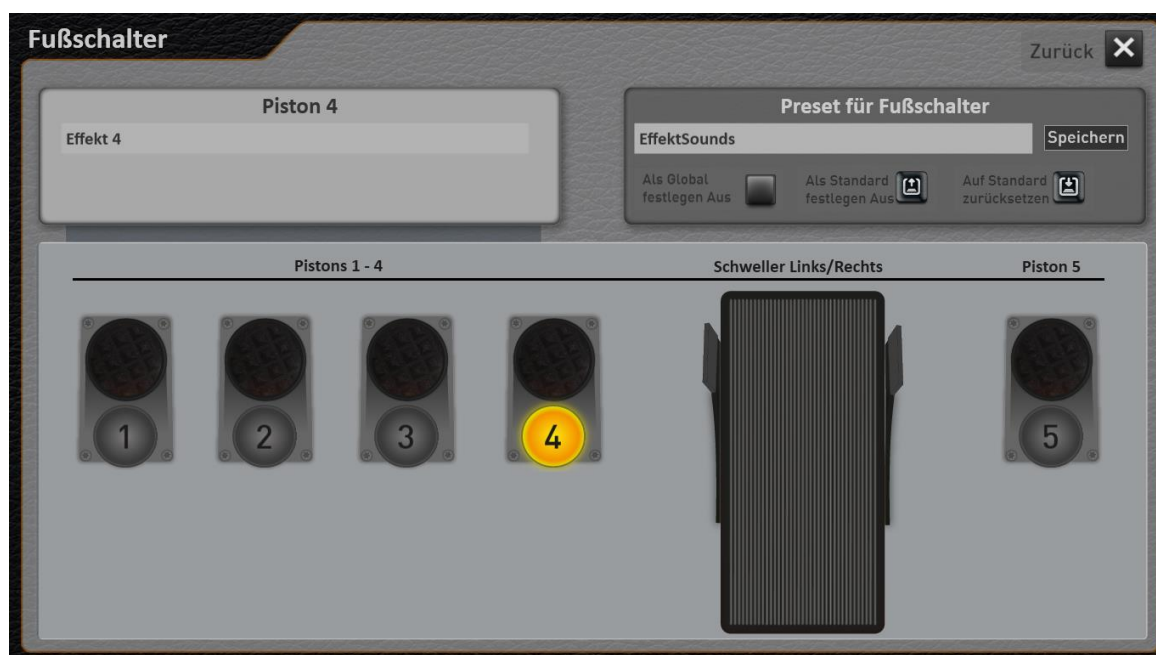 Fußschalter
Zurück
Piston 4
Effekt 4
Preset für Fußschalter
EffektSounds
Speichern
Als Global
festlegen Aus
Als Standard
festlegen Aus
Auf Standard
zurücksetzen
Pistons 1 - 4
Schweller Links/Rechts
Piston 5
1
2
3
4
5